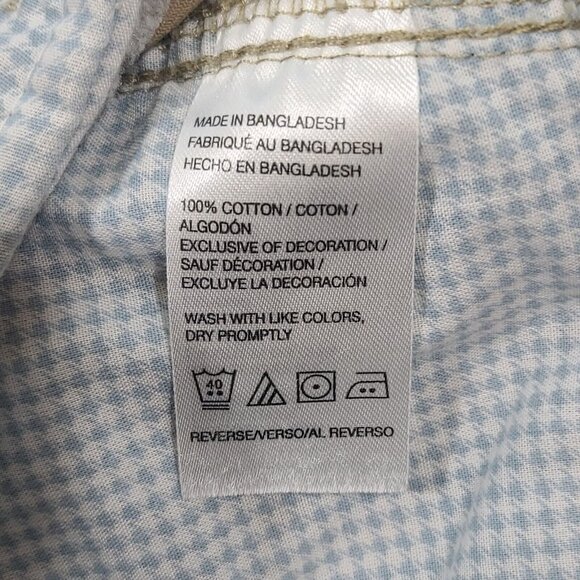 MADE IN BANGLADESH
FABRIQUÉ AU BANGLADESH
HECHO EN BANGLADESH
100% COTTON / COTON /
ALGODÓN
EXCLUSIVE OF DECORATION /
SAUF DÉCORATION /
EXCLUYE LA DECORACIÓN
WASH WITH LIKE COLORS,
DRY PROMPTLY
40
REVERSE/VERSO/AL REVERSO